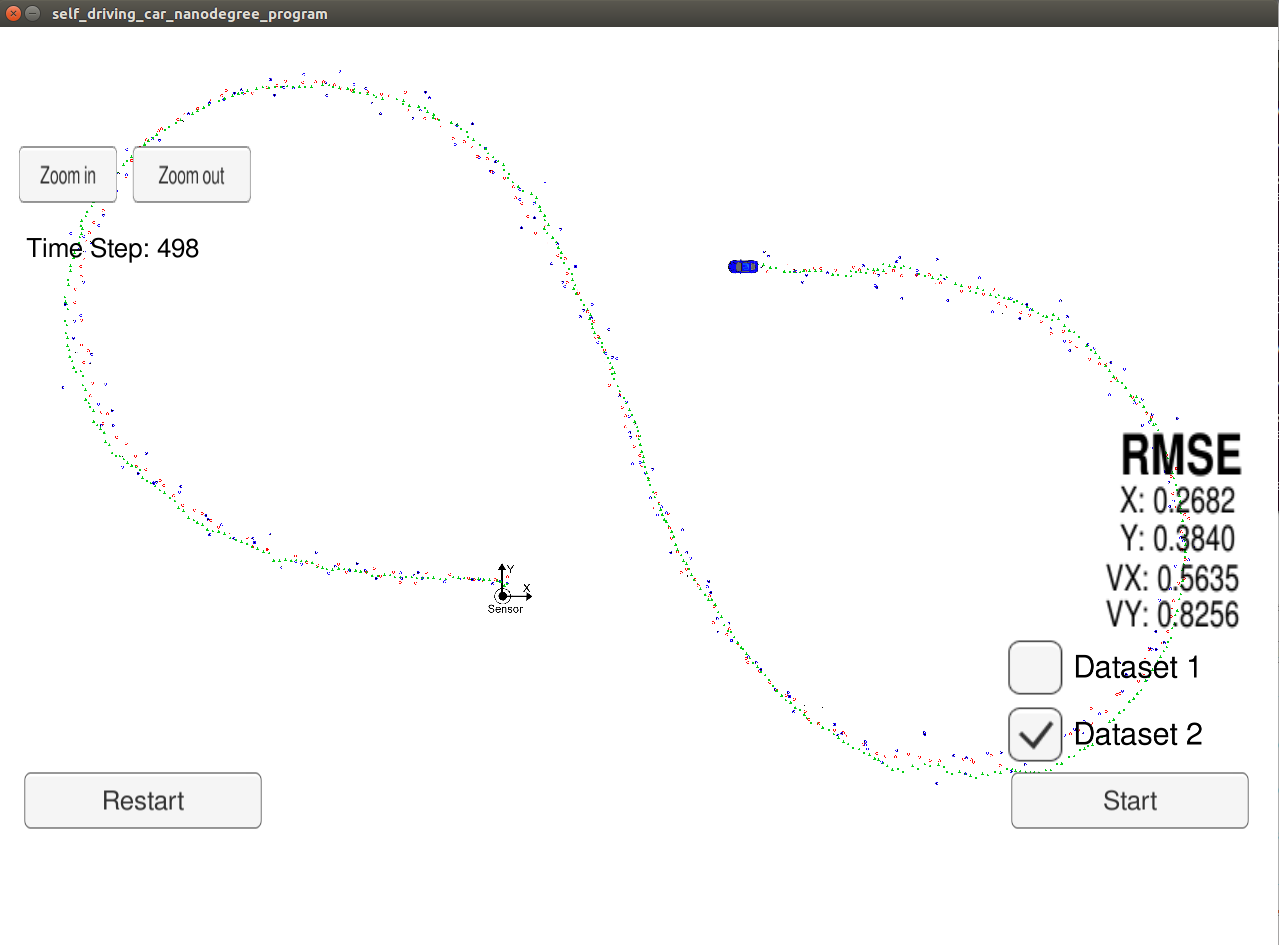 self_driving_car_nanodegree_program
Zoom in
Zoom out
Time Step: 498
RMSE
X: 0.2682
Y: 0.3840
VX: 0.5635
VY: 0.8256
Y
X
Sensor
Dataset 1
Dataset 2
Restart
Start